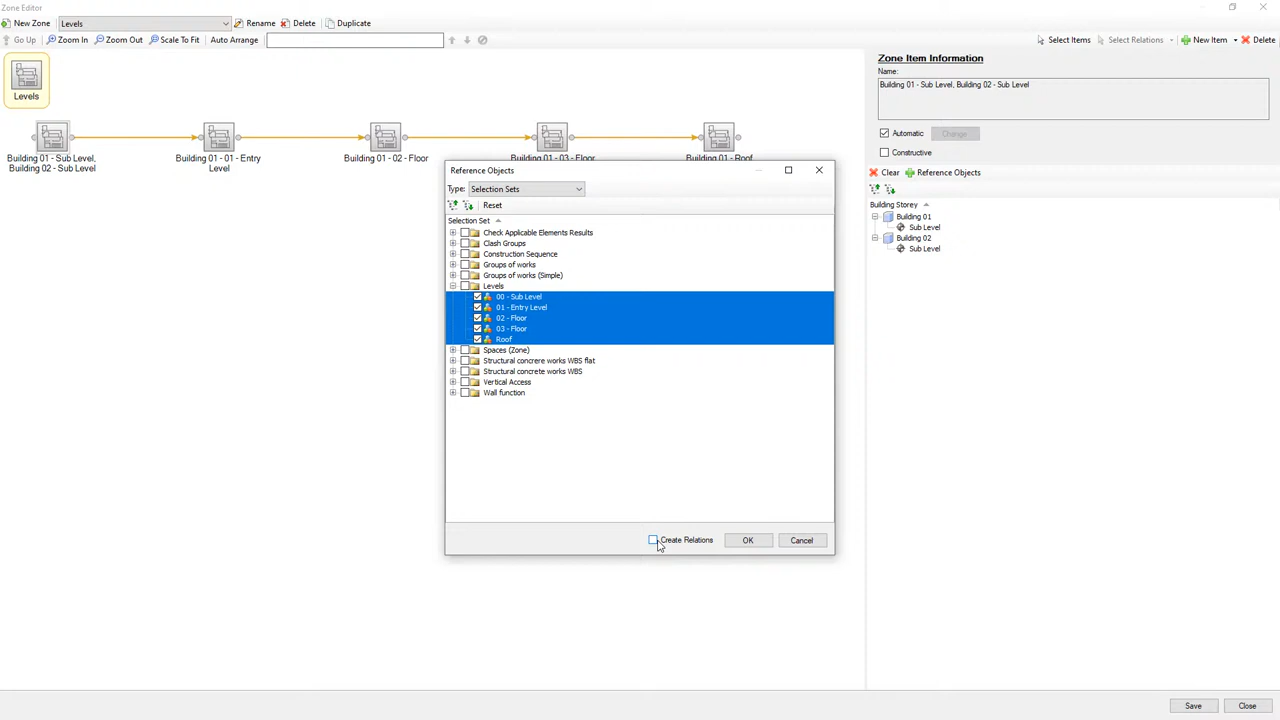 Zone Editor
New Zone
Levels
Rename
Delete
Duplicate
Go Up
Zoom In
Zoom Out
Scale To Fit
Auto Arrange
Select Items
Select Relations
New Item
Delete
Levels
Building 01 - Sub Level,
Building 02 - Sub Level
Building 01 - 01 - Entry
Level
Building 01 - 02 - Floor
Building 01 - 03 - Floor
Building 01 - Roof
Reference Objects
Type:
Selection Sets
Reset
Selection Set
Check Applicable Elements Results
Clash Groups
Construction Sequence
Groups of works
Groups of works (Simple)
Levels
00 - Sub Level
01 - Entry Level
02 - Floor
03 - Floor
Roof
Spaces (Zone)
Structural concrere works WBS flat
Structural concrete works WBS
Vertical Access
Wall function
Create Relations
OK
Cancel
Zone Item Information
Name:
Building 01 - Sub Level, Building 02 - Sub Level
Automatic
Change
Constructive
Clear
Reference Objects
Building Storey
Building 01
Sub Level
Building 02
Sub Level
Save
Close